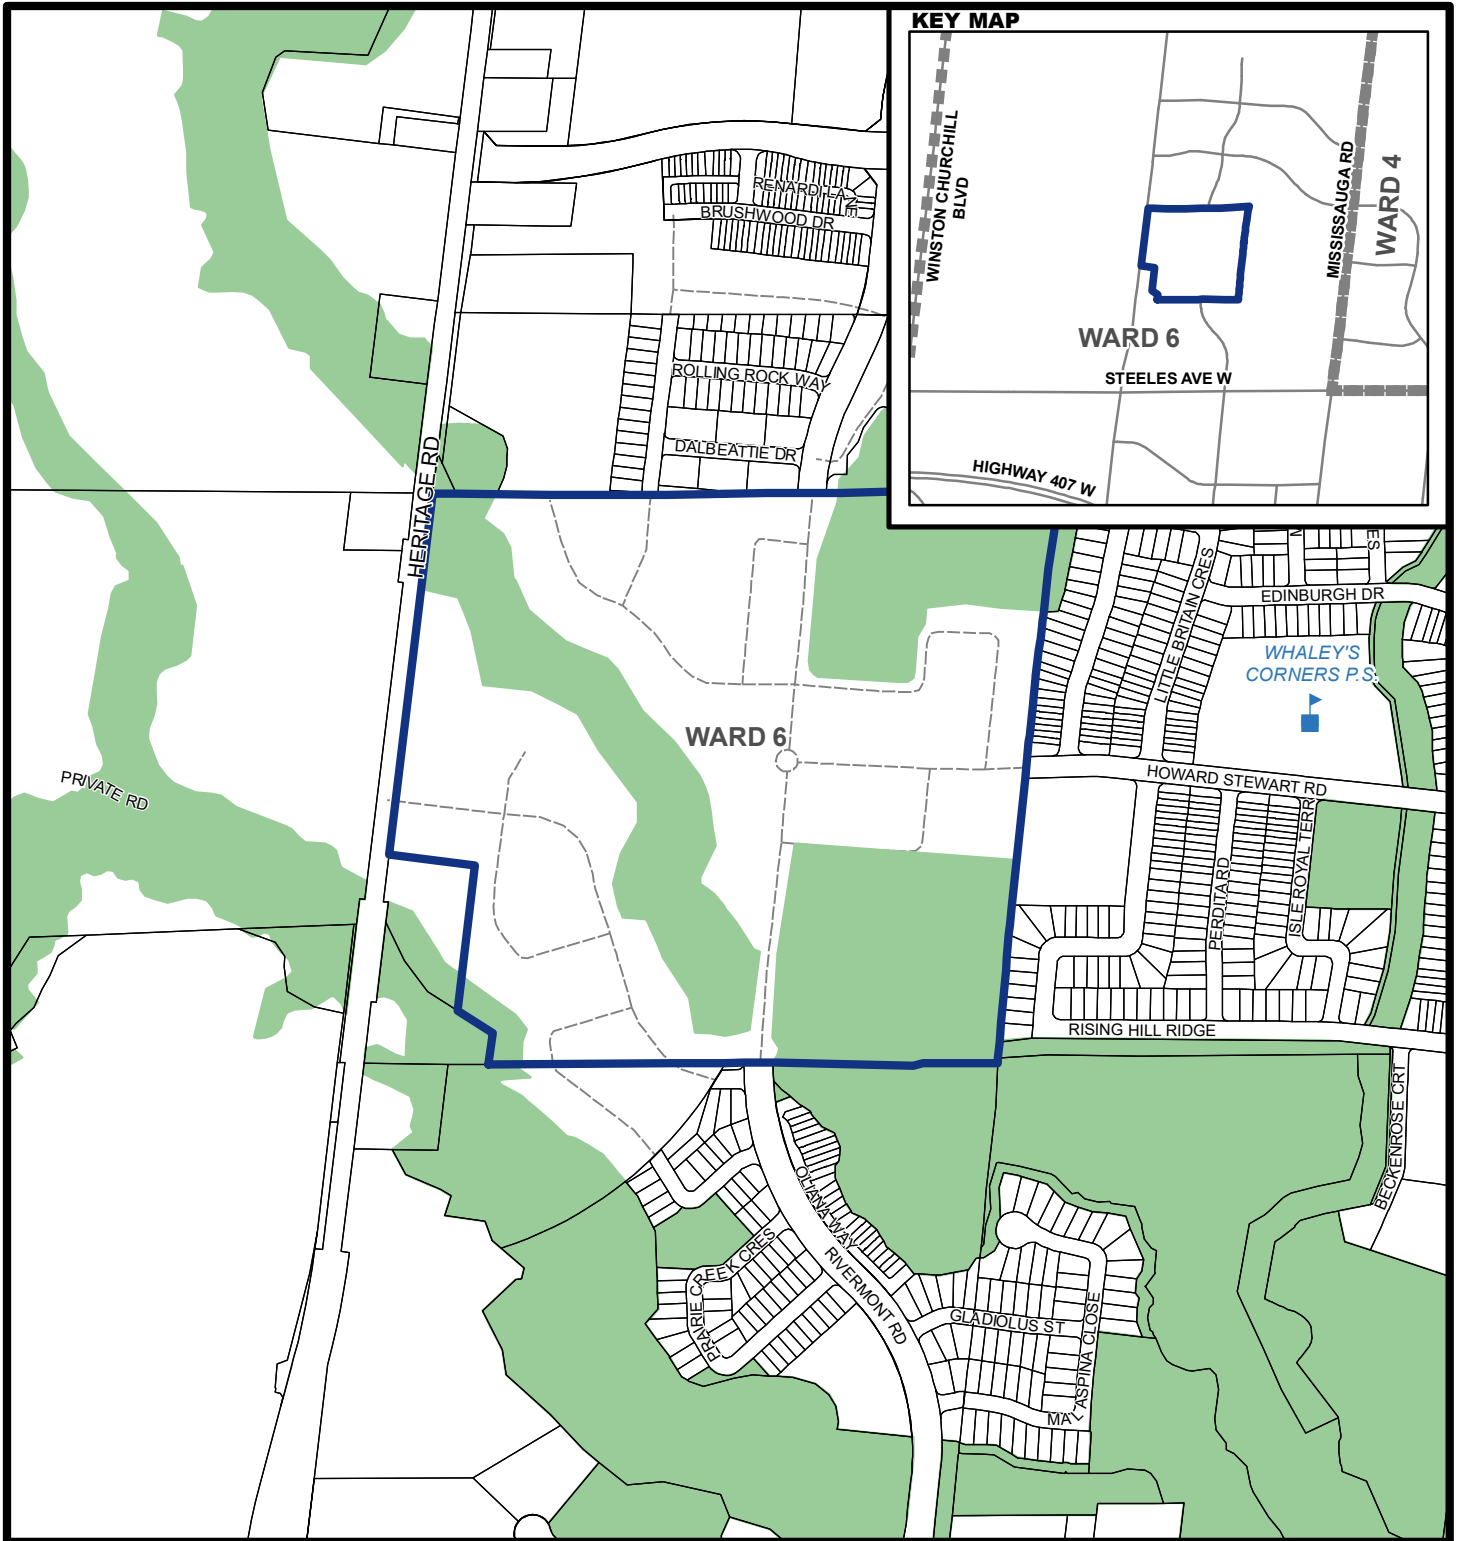 KEY MAP
WINSTON CHURCHILL
BLVD
MISSISSAUGA RD
WARD 4
WARD 6
STEELES AVE W
HIGHWAY 407 W
RENARD LANE
BRUSHWOOD DR
ROLLING ROCK WAY
DALBEATTIE DR
HERITAGE RD
LITTLE BRITAIN CRES
EDINBURGH DR
WHALEY'S
CORNERS P.S.
WARD 6
PRIVATE RD
HOWARD STEWART RD
PERDITA RD
ISLE ROYAL TERR
RISING HILL RIDGE
BECKENROSE CRT
OLIANA WAY
RIVERMONT RD
PRAIRIE CREEK CRES
GLADIOLUS ST
MALASPINA CLOSE